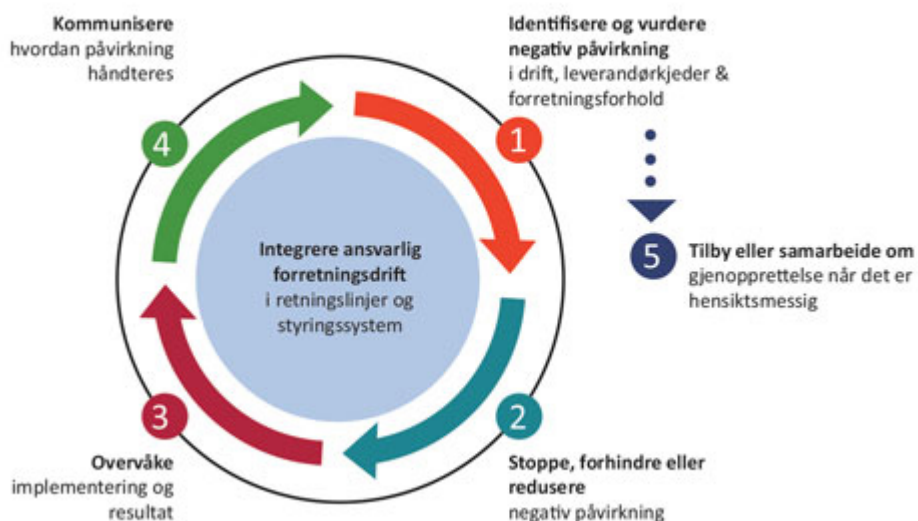 Kommunisere
hvordan påvirkning
håndteres
4
Identifisere og vurdere
negativ påvirkning
i drift, leverandørkjeder &
forretningsforhold
1
Integrere ansvarlig
forretningsdrift
i retningslinjer og
styringssystem
5
Tilby eller samarbeide om
gjenopprettelse når det er
hensiktsmessig
3
Overvåke
implementering og
resultat
2
Stoppe, forhindre eller
redusere
negativ påvirkning